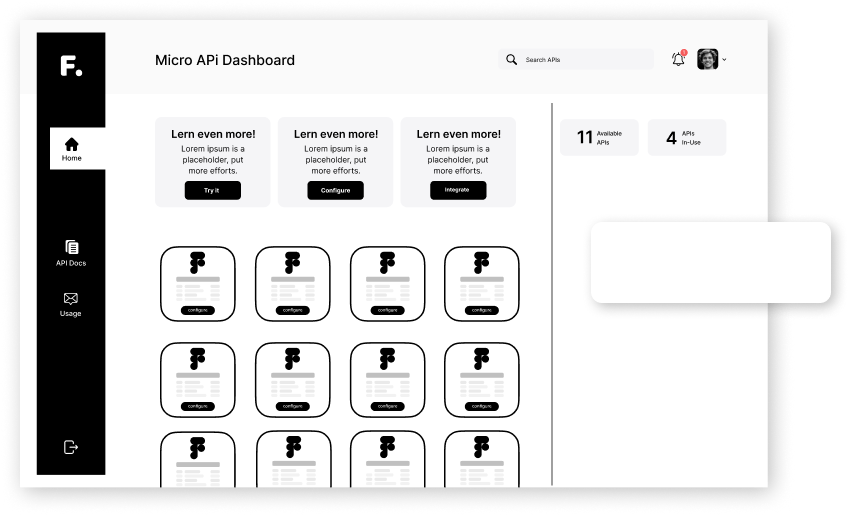 F.
Micro APi Dashboard
Search APIs
Home
API Docs
Usage
Lern even more!
Lorem ipsum is a
placeholder, put
more efforts.
Try it
Lern even more!
Lorem ipsum is a
placeholder, put
more efforts.
Configure
Lern even more!
Lorem ipsum is a
placeholder, put
more efforts.
Integrate
11 Available
APIs
4 APIs
In-Use
configure
configure
configure
configure
configure
configure
configure
configure